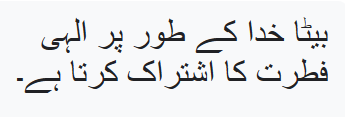 بیٹا خدا کے طور پر الہی
فطرت کا اشتراک کرتا ہے۔